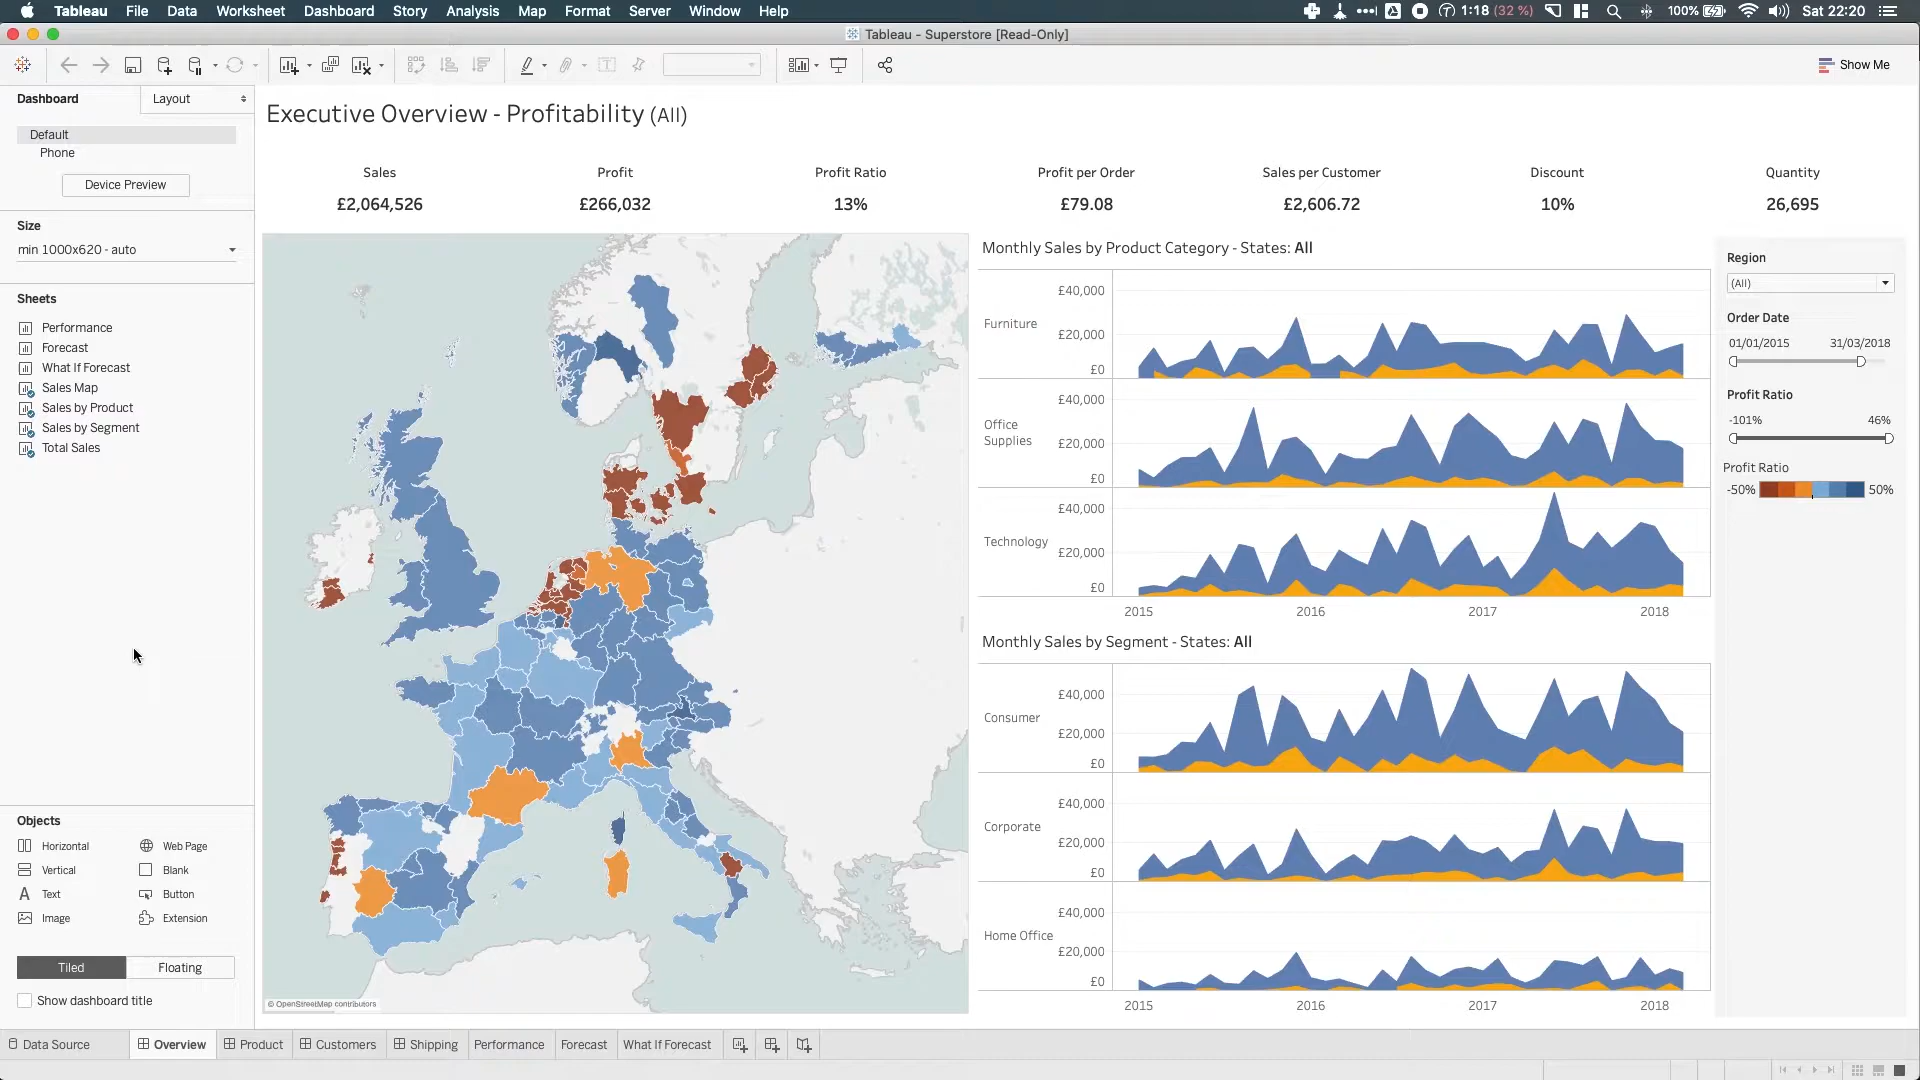 Tableau File Data Worksheet Dashboard Story Analysis Map Format Server Window Help 1:18 (32 %) 100% Sat 22:20
Tableau - Superstore [Read-Only]
Show Me
Dashboard Layout
Default
Phone
Device Preview
Size
min 1000x620 - auto
Sheets
Performance
Forecast
What If Forecast
Sales Map
Sales by Product
Sales by Segment
Total Sales
Objects
Horizontal Web Page
Vertical Blank
Text Button
Image Extension
Tiled Floating
Show dashboard title
Executive Overview - Profitability (All)
Sales Profit Profit Ratio Profit per Order Sales per Customer Discount Quantity
£2,064,526 £266,032 13% £79.08 £2,606.72 10% 26,695
© OpenStreetMap contributors
Monthly Sales by Product Category - States: All
£40,000
Furniture
£20,000
£0
£40,000
Office
Supplies
£20,000
£0
£40,000
Technology
£20,000
£0
2015 2016 2017 2018
Monthly Sales by Segment - States: All
£40,000
Consumer
£20,000
£0
£40,000
Corporate
£20,000
£0
£40,000
Home Office
£20,000
£0
2015 2016 2017 2018
Region
(All)
Order Date
01/01/2015 31/03/2018
Profit Ratio
-101% 46%
Profit Ratio
-50% 50%
Data Source Overview Product Customers Shipping Performance Forecast What If Forecast